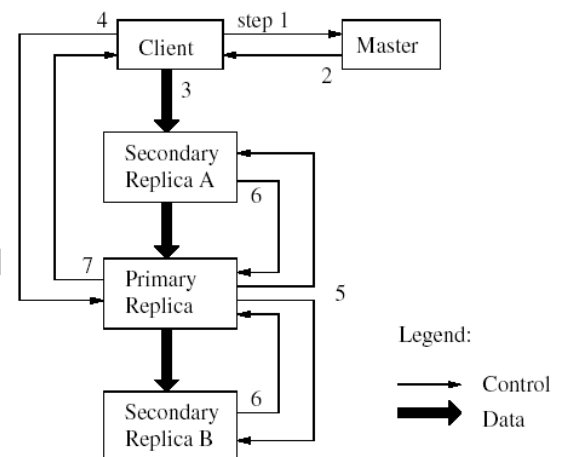 4
step 1
Client
Master
2
3
Secondary
Replica A
6
7
Primary
Replica
5
Legend:
Control
6
Secondary
Replica B
Data